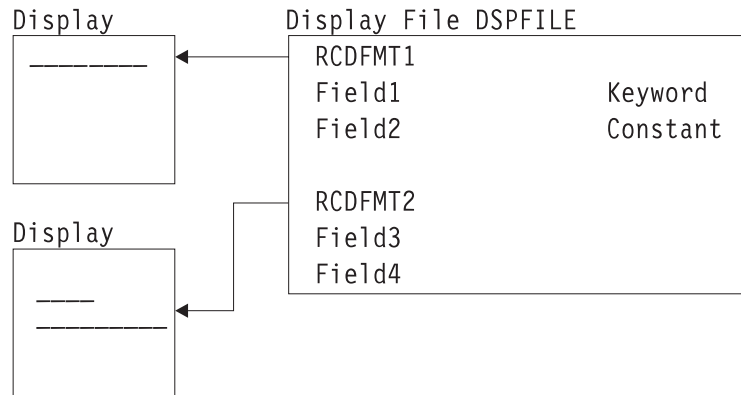 Display
Display File DSPFILE
RCDFMT1
Field1 Keyword
Field2 Constant
RCDFMT2
Display
Field3
Field4